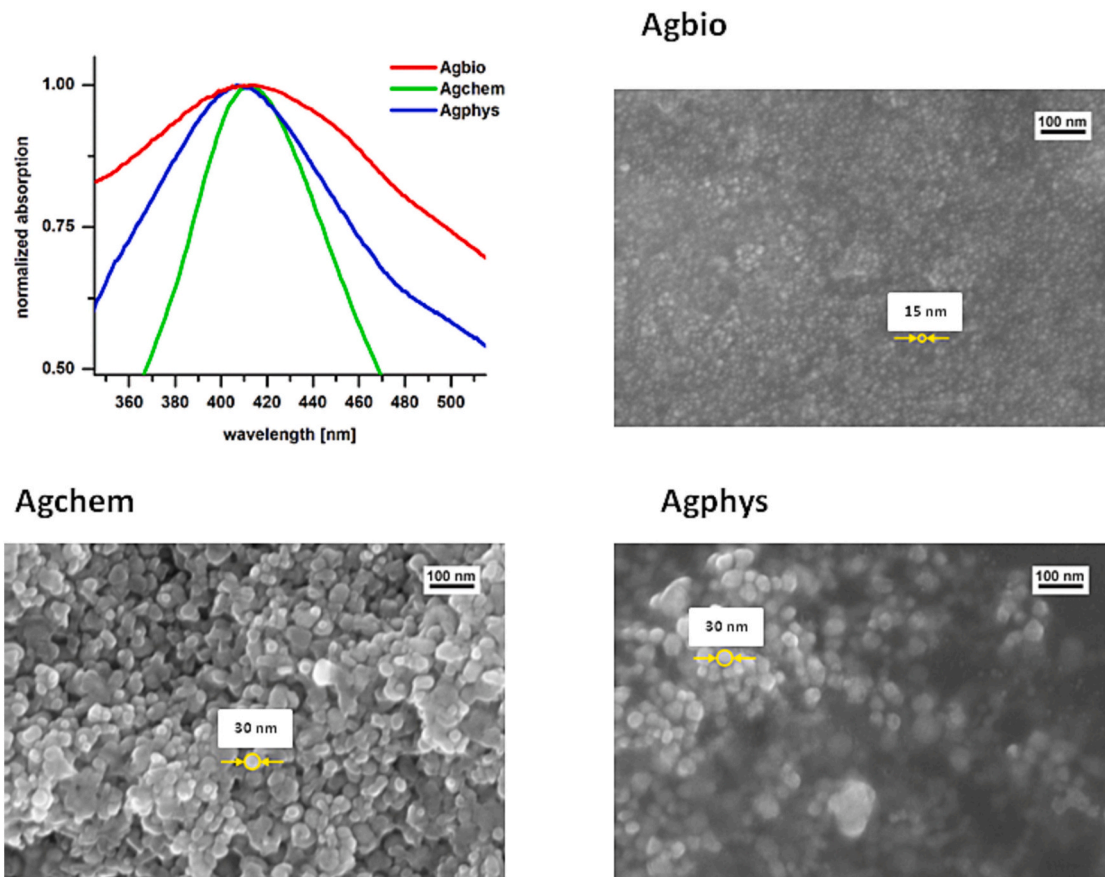 Agbio
1.00
0.75
0.50
normalized absorption
360 380 400 420 440 460 480 500
wavelength [nm]
Agbio
Agchem
Agphys
100 nm
15 nm
Agchem
100 nm
30 nm
Agphys
100 nm
30 nm